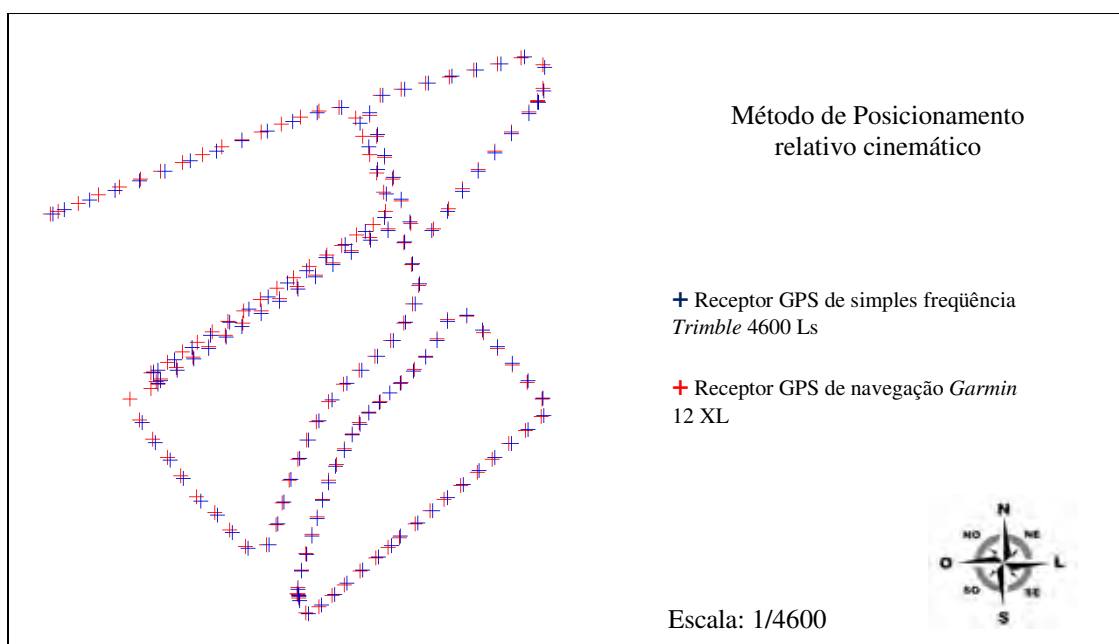 Método de Posicionamento
relativo cinemático
+ Receptor GPS de simples freqüência
Trimble 4600 Ls
+ Receptor GPS de navegação Garmin
12 XL
N
NO NE
O L
SO SE
S
Escala: 1/4600